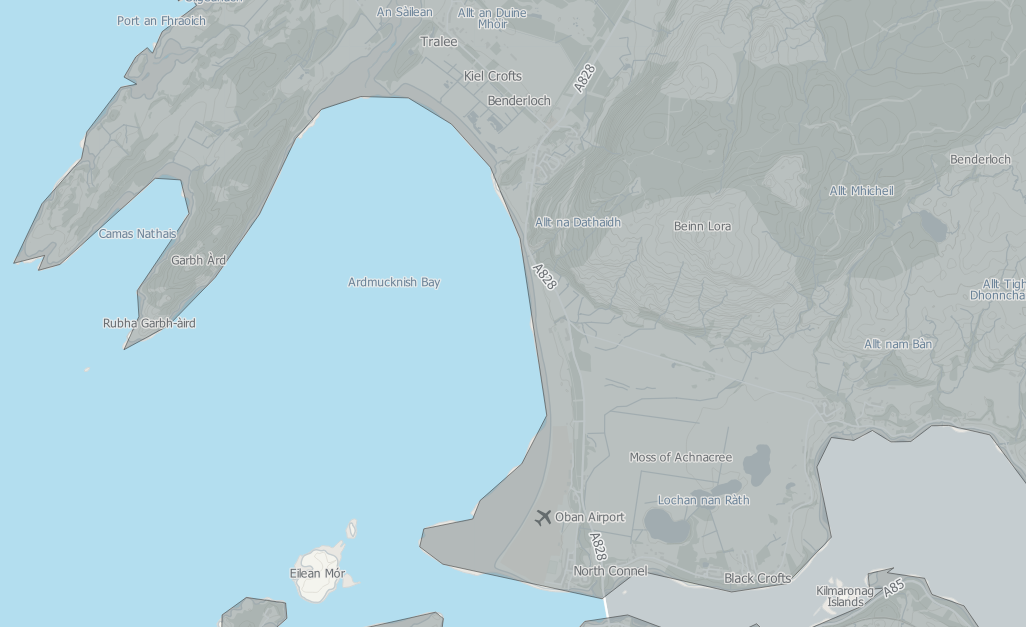 Port an Fhraoich
An Sàilean
Allt an Duine
Mhòir
Tralee
Kiel Crofts
A828
Benderloch
Benderloch
Allt Mhicheil
Camas Nathais
Allt na Dathaidh
Beinn Lora
Garbh Àrd
A828
Ardmucknish Bay
Allt Tigh
Dhonncha
Rubha Garbh-àird
Allt nam Bàn
Moss of Achnacree
Lochan nan Ràth
Oban Airport
A828
Eilean Mór
North Connel
Black Crofts
Kilmaronag
Islands
A85